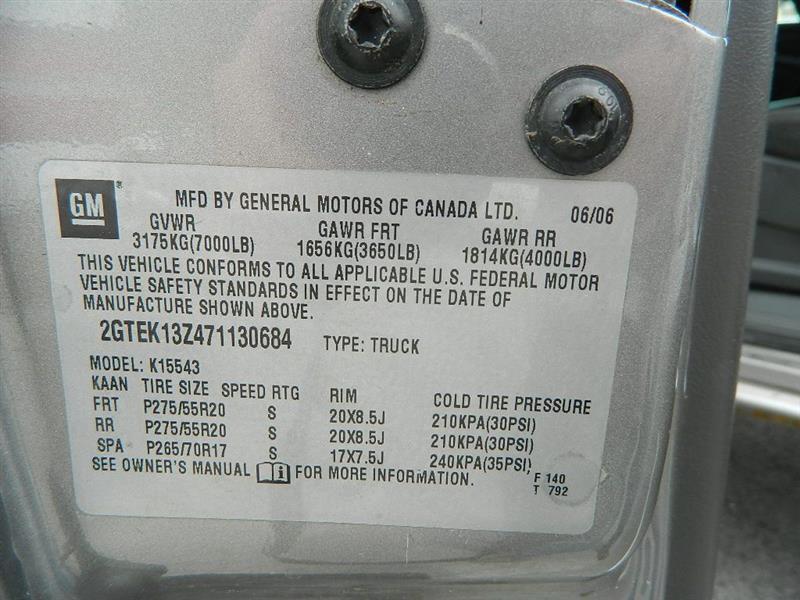 GM®
MFD BY GENERAL MOTORS OF CANADA LTD. 06/06
GVWR GAWR FRT GAWR RR
3175KG(7000LB) 1656KG(3650LB) 1814KG(4000LB)
THIS VEHICLE CONFORMS TO ALL APPLICABLE U.S. FEDERAL MOTOR
VEHICLE SAFETY STANDARDS IN EFFECT ON THE DATE OF
MANUFACTURE SHOWN ABOVE.
2GTEK13Z471130684 TYPE: TRUCK
MODEL: K15543
KAAN TIRE SIZE SPEED RTG RIM COLD TIRE PRESSURE
FRT P275/55R20 S 20X8.5J 210KPA(30PSI)
RR P275/55R20 S 20X8.5J 210KPA(30PSI)
SPA P265/70R17 S 17X7.5J 240KPA(35PSI)
SEE OWNER'S MANUAL FOR MORE INFORMATION.
F 140
T 792